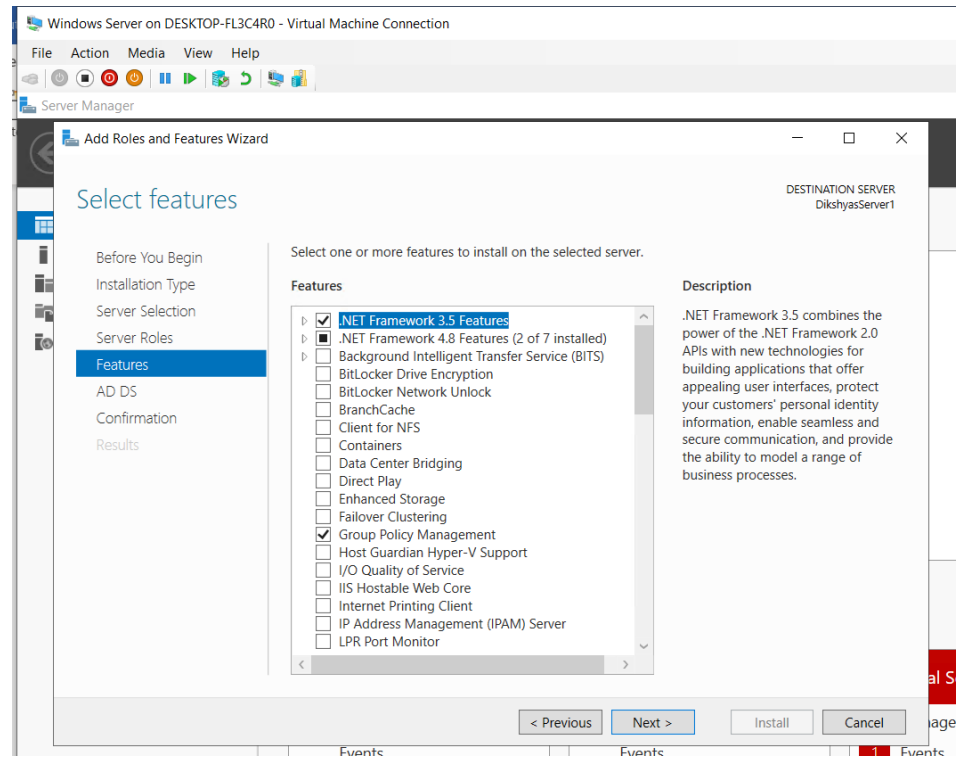 Windows Server on DESKTOP-FL3C4R0 - Virtual Machine Connection
File Action Media View Help
Server Manager
Add Roles and Features Wizard
Select features
DESTINATION SERVER
DikshyasServer1
Before You Begin
Installation Type
Server Selection
Server Roles
Features
AD DS
Confirmation
Results
Select one or more features to install on the selected server.
Features
.NET Framework 3.5 Features
.NET Framework 4.8 Features (2 of 7 installed)
Background Intelligent Transfer Service (BITS)
BitLocker Drive Encryption
BitLocker Network Unlock
BranchCache
Client for NFS
Containers
Data Center Bridging
Direct Play
Enhanced Storage
Failover Clustering
Group Policy Management
Host Guardian Hyper-V Support
I/O Quality of Service
IIS Hostable Web Core
Internet Printing Client
IP Address Management (IPAM) Server
LPR Port Monitor
Description
.NET Framework 3.5 combines the
power of the .NET Framework 2.0
APIs with new technologies for
building applications that offer
appealing user interfaces, protect
your customers' personal identity
information, enable seamless and
secure communication, and provide
the ability to model a range of
business processes.
< Previous
Next >
Install
Cancel
Events
Events
1 Events